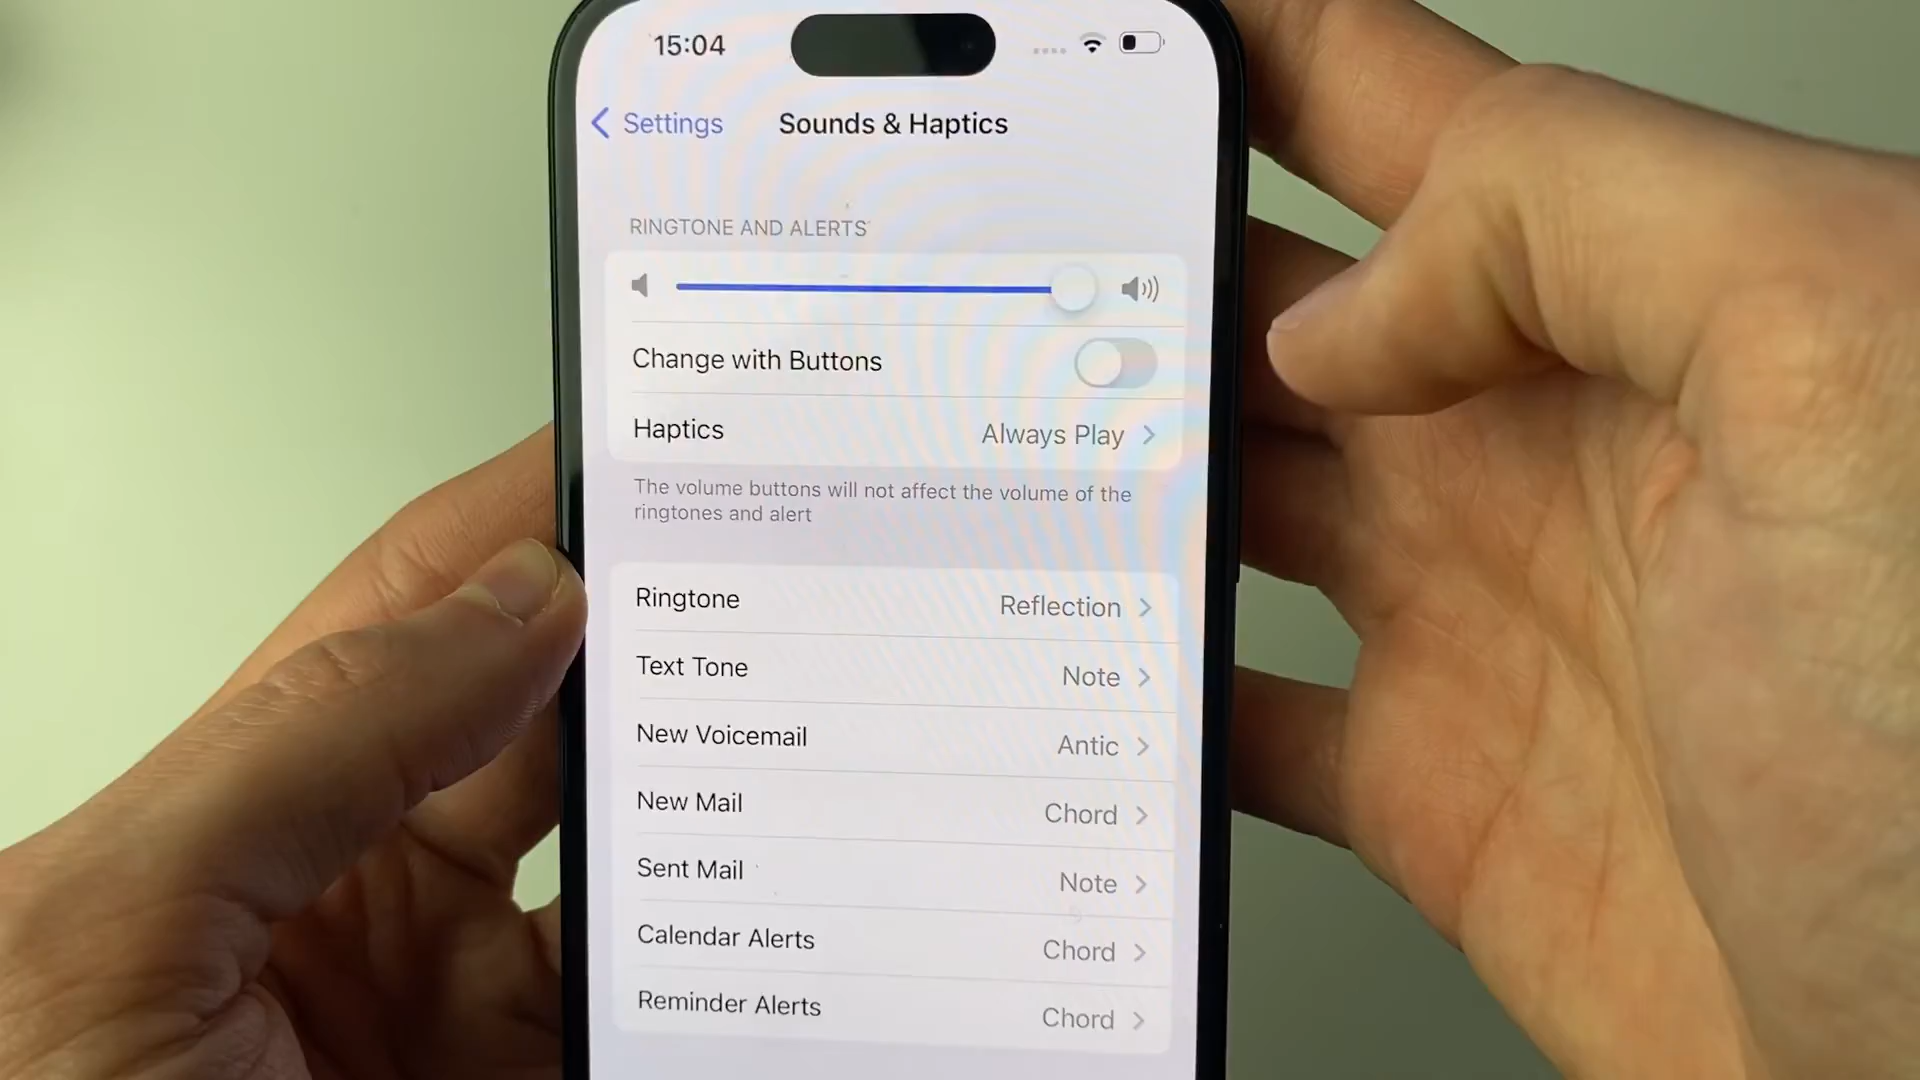 15:04
Settings
Sounds & Haptics
RINGTONE AND ALERTS
Change with Buttons
Haptics Always Play
The volume buttons will not affect the volume of the
ringtones and alert
Ringtone Reflection
Text Tone Note
New Voicemail Antic
New Mail Chord
Sent Mail Note
Calendar Alerts Chord
Reminder Alerts Chord